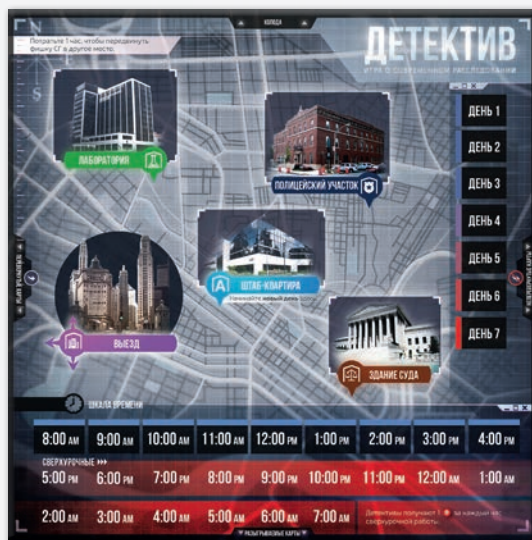 КОЛОДА
Потратьте 1 час, чтобы передвинуть
фишку СГ в другое место.
ДЕТЕКТИВ
ИГРА О СОВРЕМЕННОМ РАССЛЕДОВАНИИ
ДЕНЬ 1
ДЕНЬ 2
ДЕНЬ 3
ДЕНЬ 4
ДЕНЬ 5
ДЕНЬ 6
ДЕНЬ 7
ЛАБОРАТОРИЯ
ПОЛИЦЕЙСКИЙ УЧАСТОК
ШТАБ-КВАРТИРА
Начинайте новый день
ВЫЕЗД
ЗДАНИЕ СУДА
ШКАЛА ВРЕМЕНИ
8:00 AM 9:00 AM 10:00 AM 11:00 AM 12:00 PM 1:00 PM 2:00 PM 3:00 PM 4:00 PM
СВЕРХУРОЧНЫЕ >>>
5:00 PM 6:00 PM 7:00 PM 8:00 PM 9:00 PM 10:00 PM 11:00 PM 12:00 AM 1:00 AM
2:00 AM 3:00 AM 4:00 AM 5:00 AM 6:00 AM 7:00 AM
Детективы получают 1 за каждый час
сверхурочной работы.
РАЗЫГРЫВАЕМЫЕ КАРТЫ